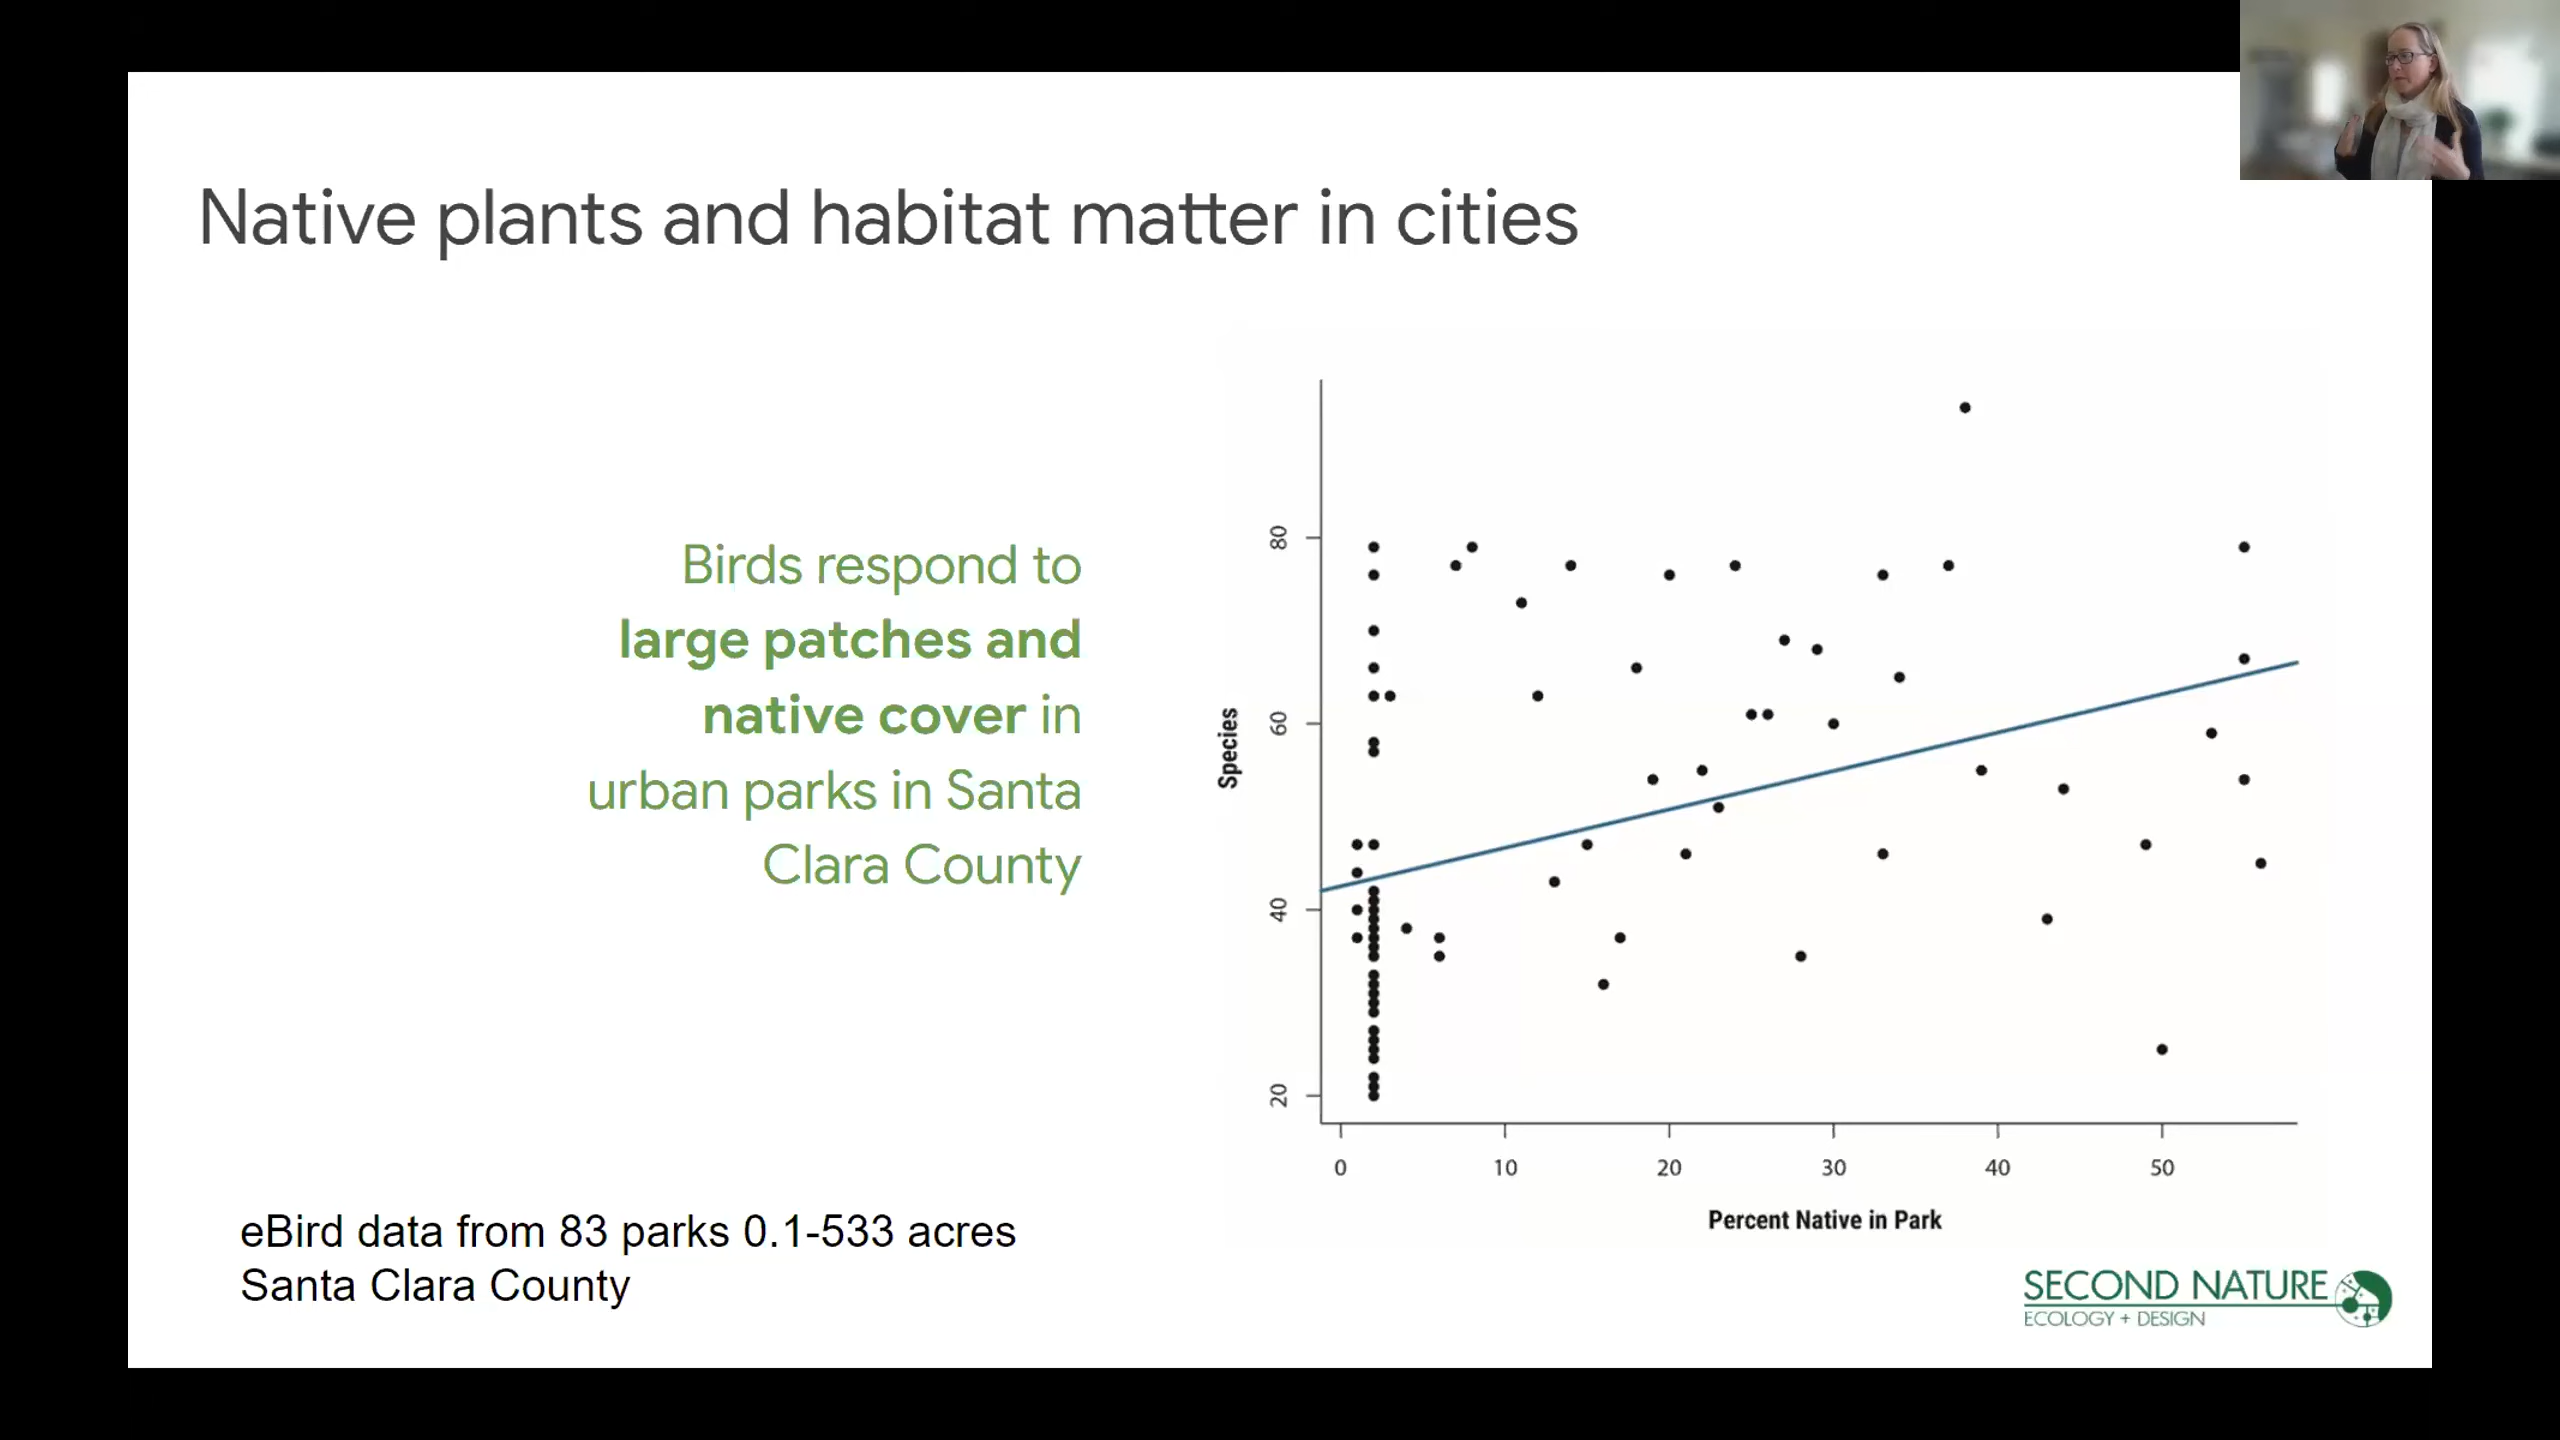 Native plants and habitat matter in cities
Birds respond to
large patches and
native cover in
urban parks in Santa
Clara County
eBird data from 83 parks 0.1-533 acres
Santa Clara County
Species
80
60
40
20
0 10 20 30 40 50
Percent Native in Park
SECOND NATURE
ECOLOGY + DESIGN